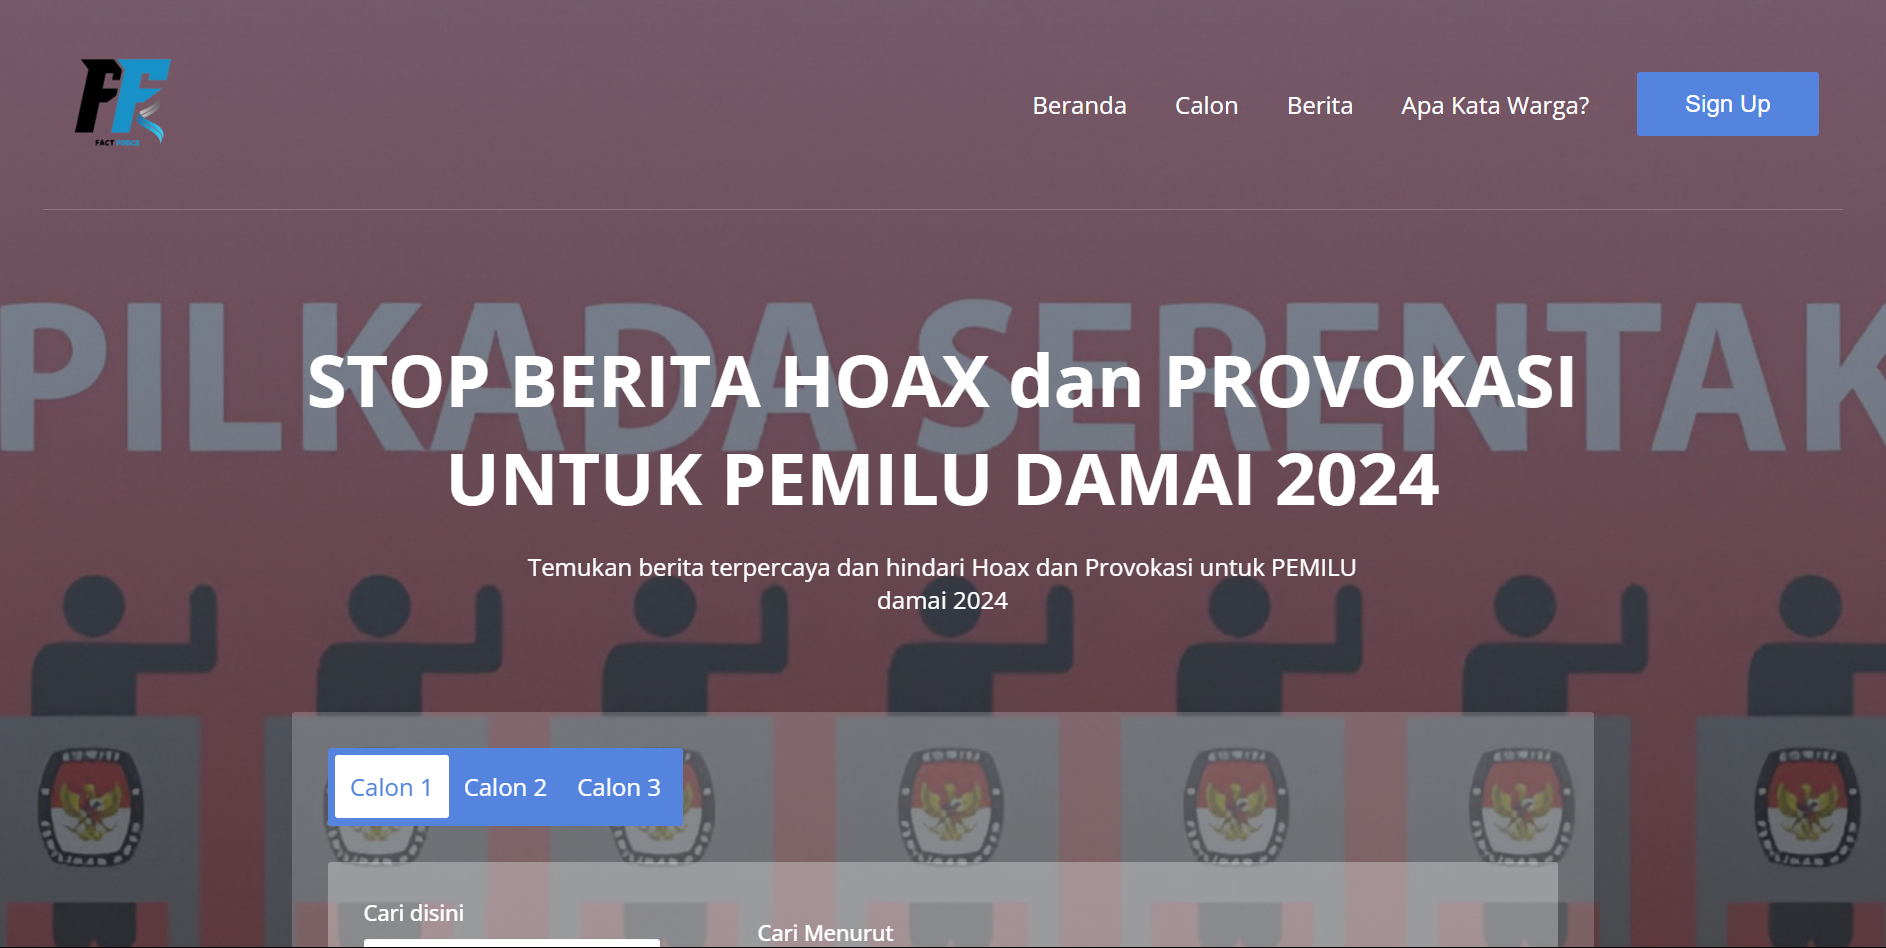 FACT FORCE
Beranda
Calon
Berita
Apa Kata Warga?
Sign Up
PILKADA SERENTAK
STOP BERITA HOAX dan PROVOKASI
UNTUK PEMILU DAMAI 2024
Temukan berita terpercaya dan hindari Hoax dan Provokasi untuk PEMILU
damai 2024
Calon 1
Calon 2
Calon 3
Cari disini
Cari Menurut